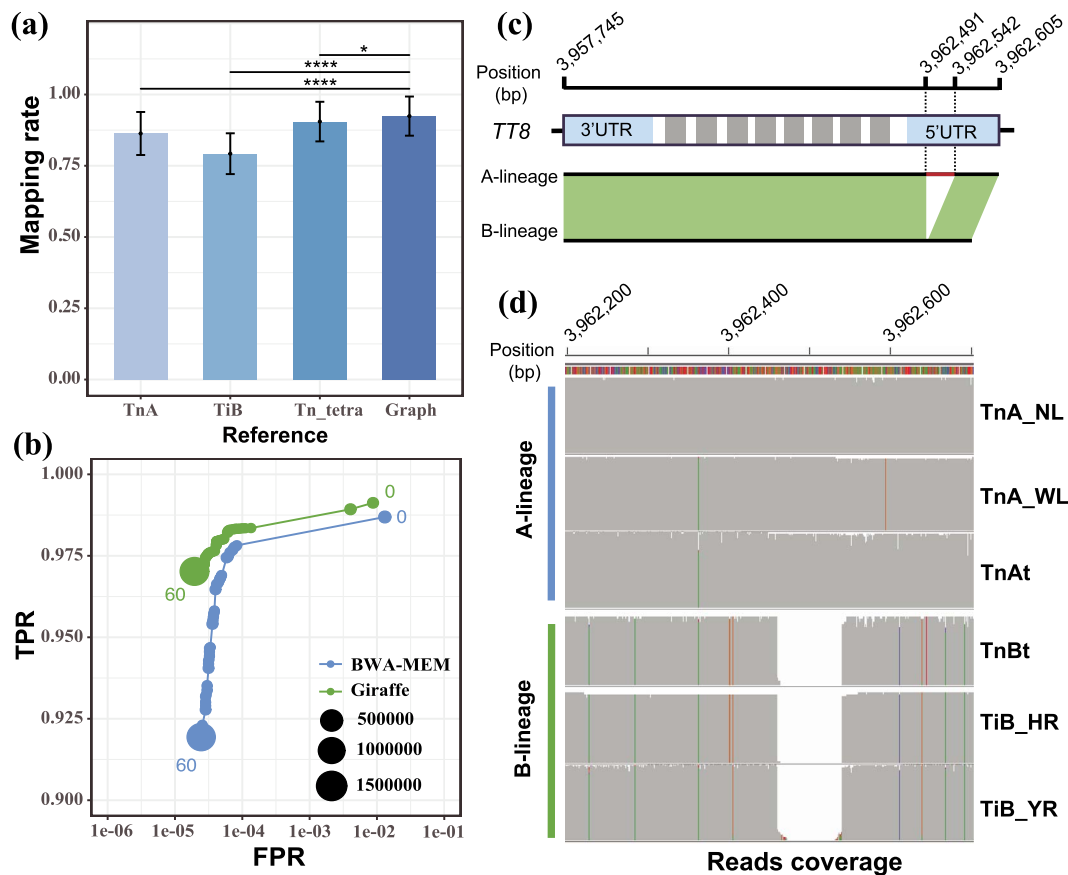 (a)
Mapping rate
1.00
0.75
0.50
0.25
0.00
*
****
****
TnA TiB Tn_tetra Graph
Reference
(b)
TPR
1.000
0.975
0.950
0.925
0.900
0
0
60
60
BWA-MEM
Giraffe
500000
1000000
1500000
1e-06 1e-05 1e-04 1e-03 1e-02 1e-01
FPR
(c)
3,957,745 3,962,491 3,962,542 3,962,605
Position
(bp)
TT8 3'UTR 5'UTR
A-lineage
B-lineage
(d)
3,962,200 3,962,400 3,962,600
Position
(bp)
A-lineage
TnA_NL
TnA_WL
TnAt
B-lineage
TnBt
TiB_HR
TiB_YR
Reads coverage